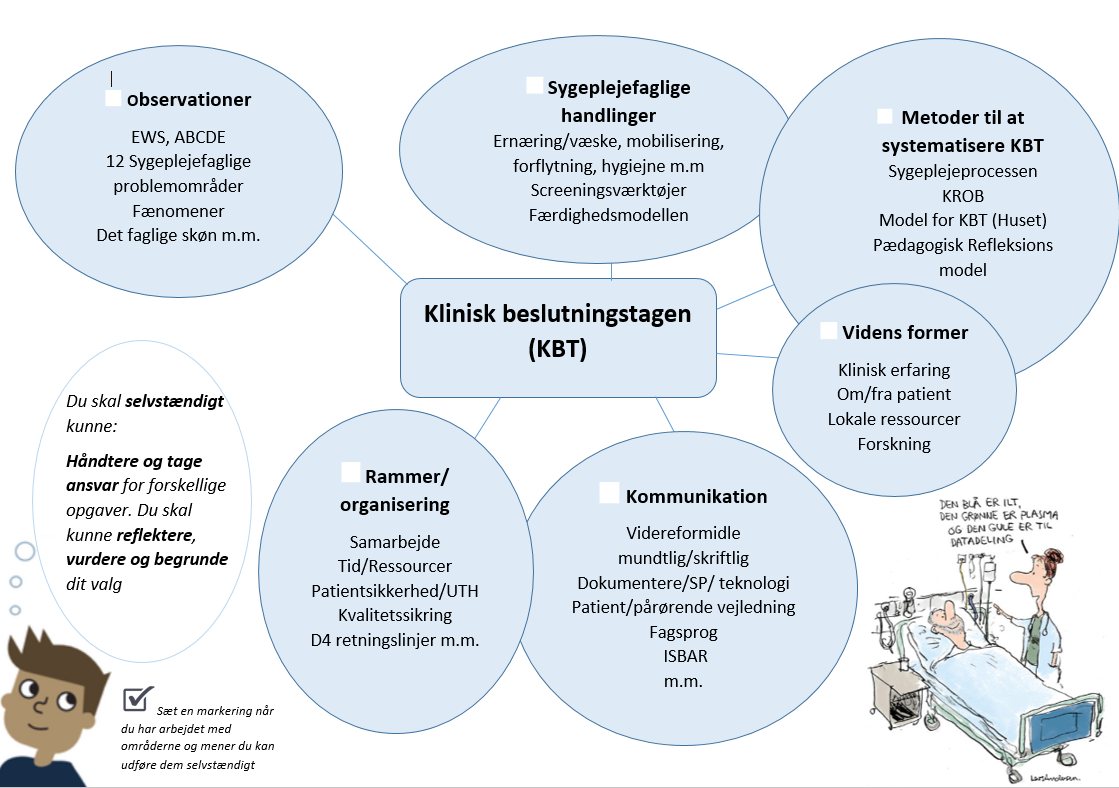 Observationer
EWS, ABCDE
12 Sygeplejefaglige
problemområder
Fænomener
Det faglige skøn m.m.
Sygeplejefaglige
handlinger
Ernæring/væske, mobilisering,
forflytning, hygiejne m.m
Screeningsværktøjer
Færdighedsmodellen
Metoder til at
systematisere KBT
Sygeplejeprocessen
KROB
Model for KBT (Huset)
Pædagogisk Refleksions
model
Klinisk beslutningstagen
(KBT)
Videns former
Klinisk erfaring
Om/fra patient
Lokale ressourcer
Forskning
Du skal selvstændigt
kunne:
Håndtere og tage
ansvar for forskellige
opgaver. Du skal
kunne reflektere,
vurdere og begrunde
dit valg
Rammer/
organisering
Samarbejde
Tid/Ressourcer
Patientsikkerhed/UTH
Kvalitetssikring
D4 retningslinjer m.m.
Kommunikation
Videreformidle
mundtlig/skriftlig
Dokumentere/SP/ teknologi
Patient/pårørende vejledning
Fagsprog
ISBAR
m.m.
DEN BLÅ ER ILT,
DEN GRØNNE ER PLASMA
OG DEN GULE ER TIL
DATADELING
Sæt en markering når
du har arbejdet med
områderne og mener du kan
udføre dem selvstændigt
LarsAndersen.